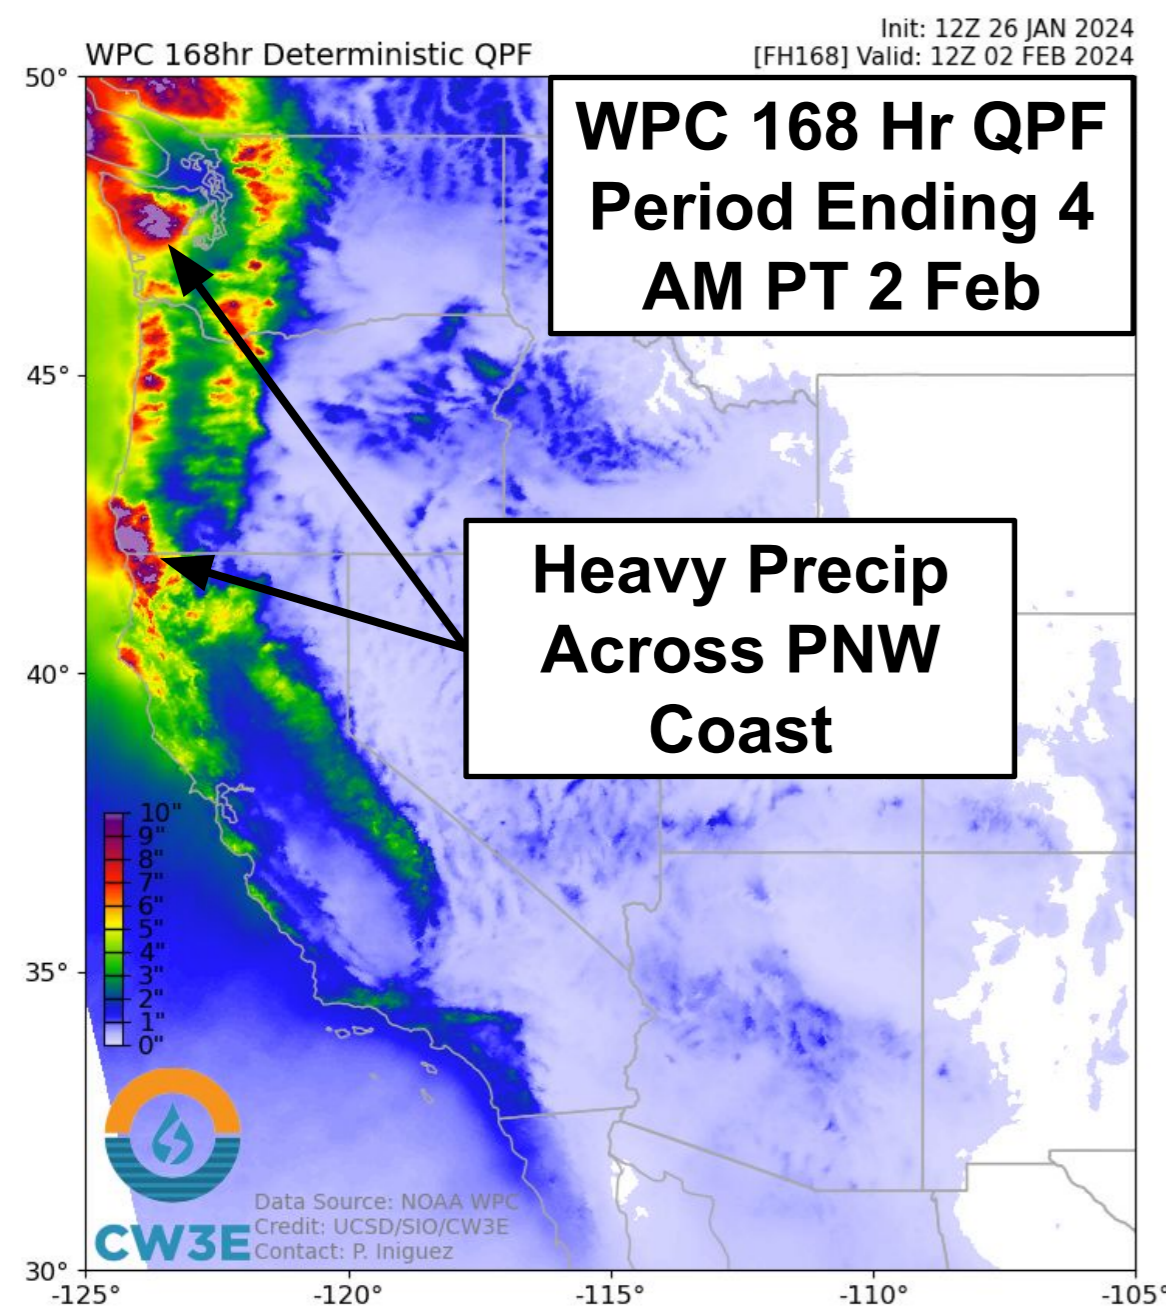 Init: 12Z 26 JAN 2024
WPC 168hr Deterministic QPF
[FH168] Valid: 12Z 02 FEB 2024
WPC 168 Hr QPF
Period Ending 4
AM PT 2 Feb
Heavy Precip
Across PNW
Coast
50°
45°
40°
35°
30°
10"
9"
8"
7"
6"
5"
4"
3"
2"
1"
0"
CW3E
Data Source: NOAA WPC
Credit: UCSD/SIO/CW3E
Contact: P. Iniguez
-125°
-120°
-115°
-110°
-105°